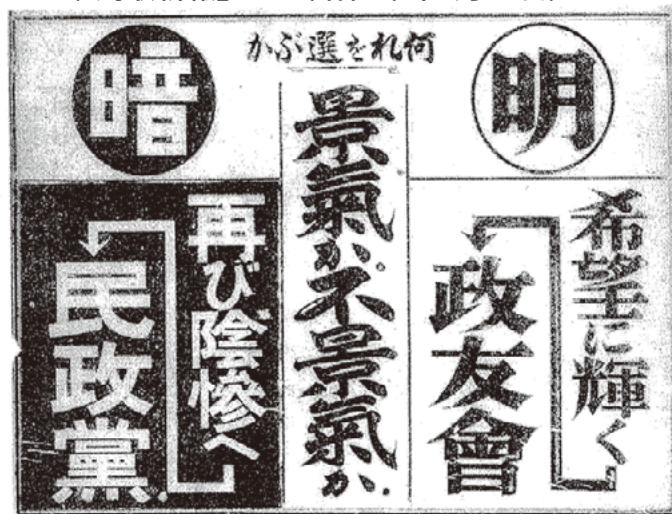 何れを選ぶか
明
希望に輝く
政友會
景氣か、不景氣か、
暗
再び陰慘へ
民政黨